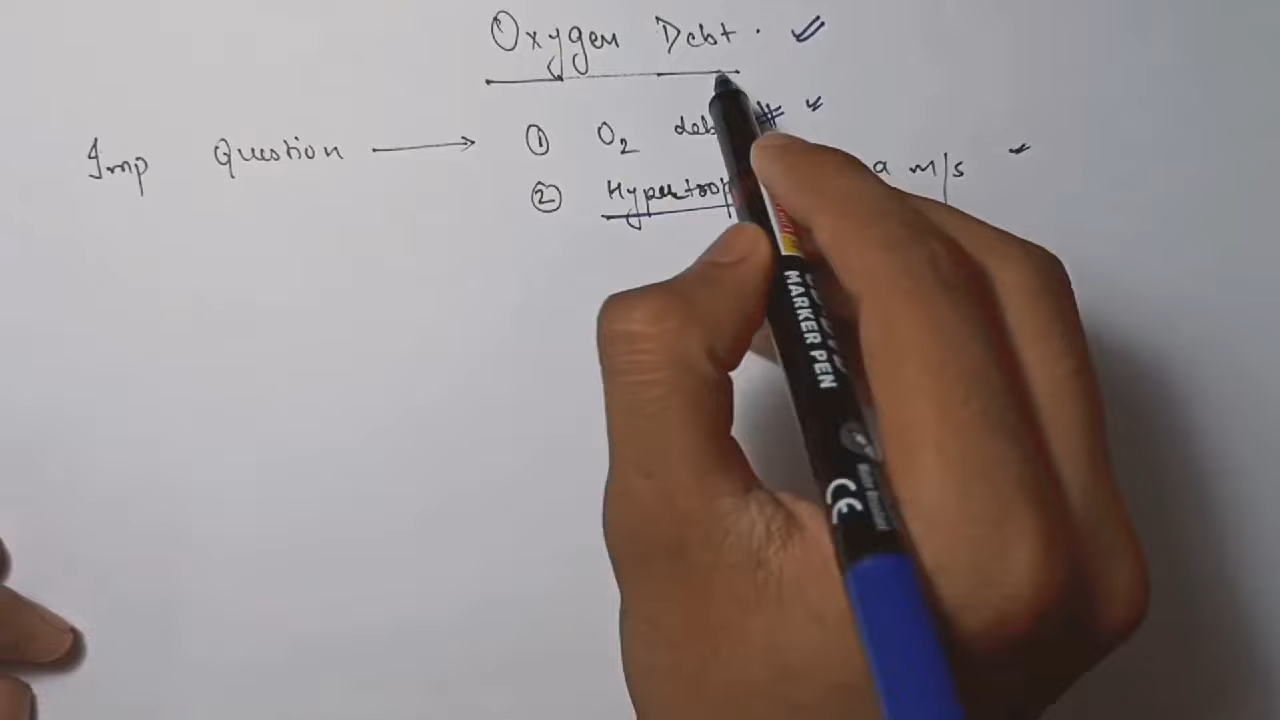 Oxygen Debt.
Imp Question → ① O2 deb #
② Hypertrop a m/s
MARKER PEN
CE